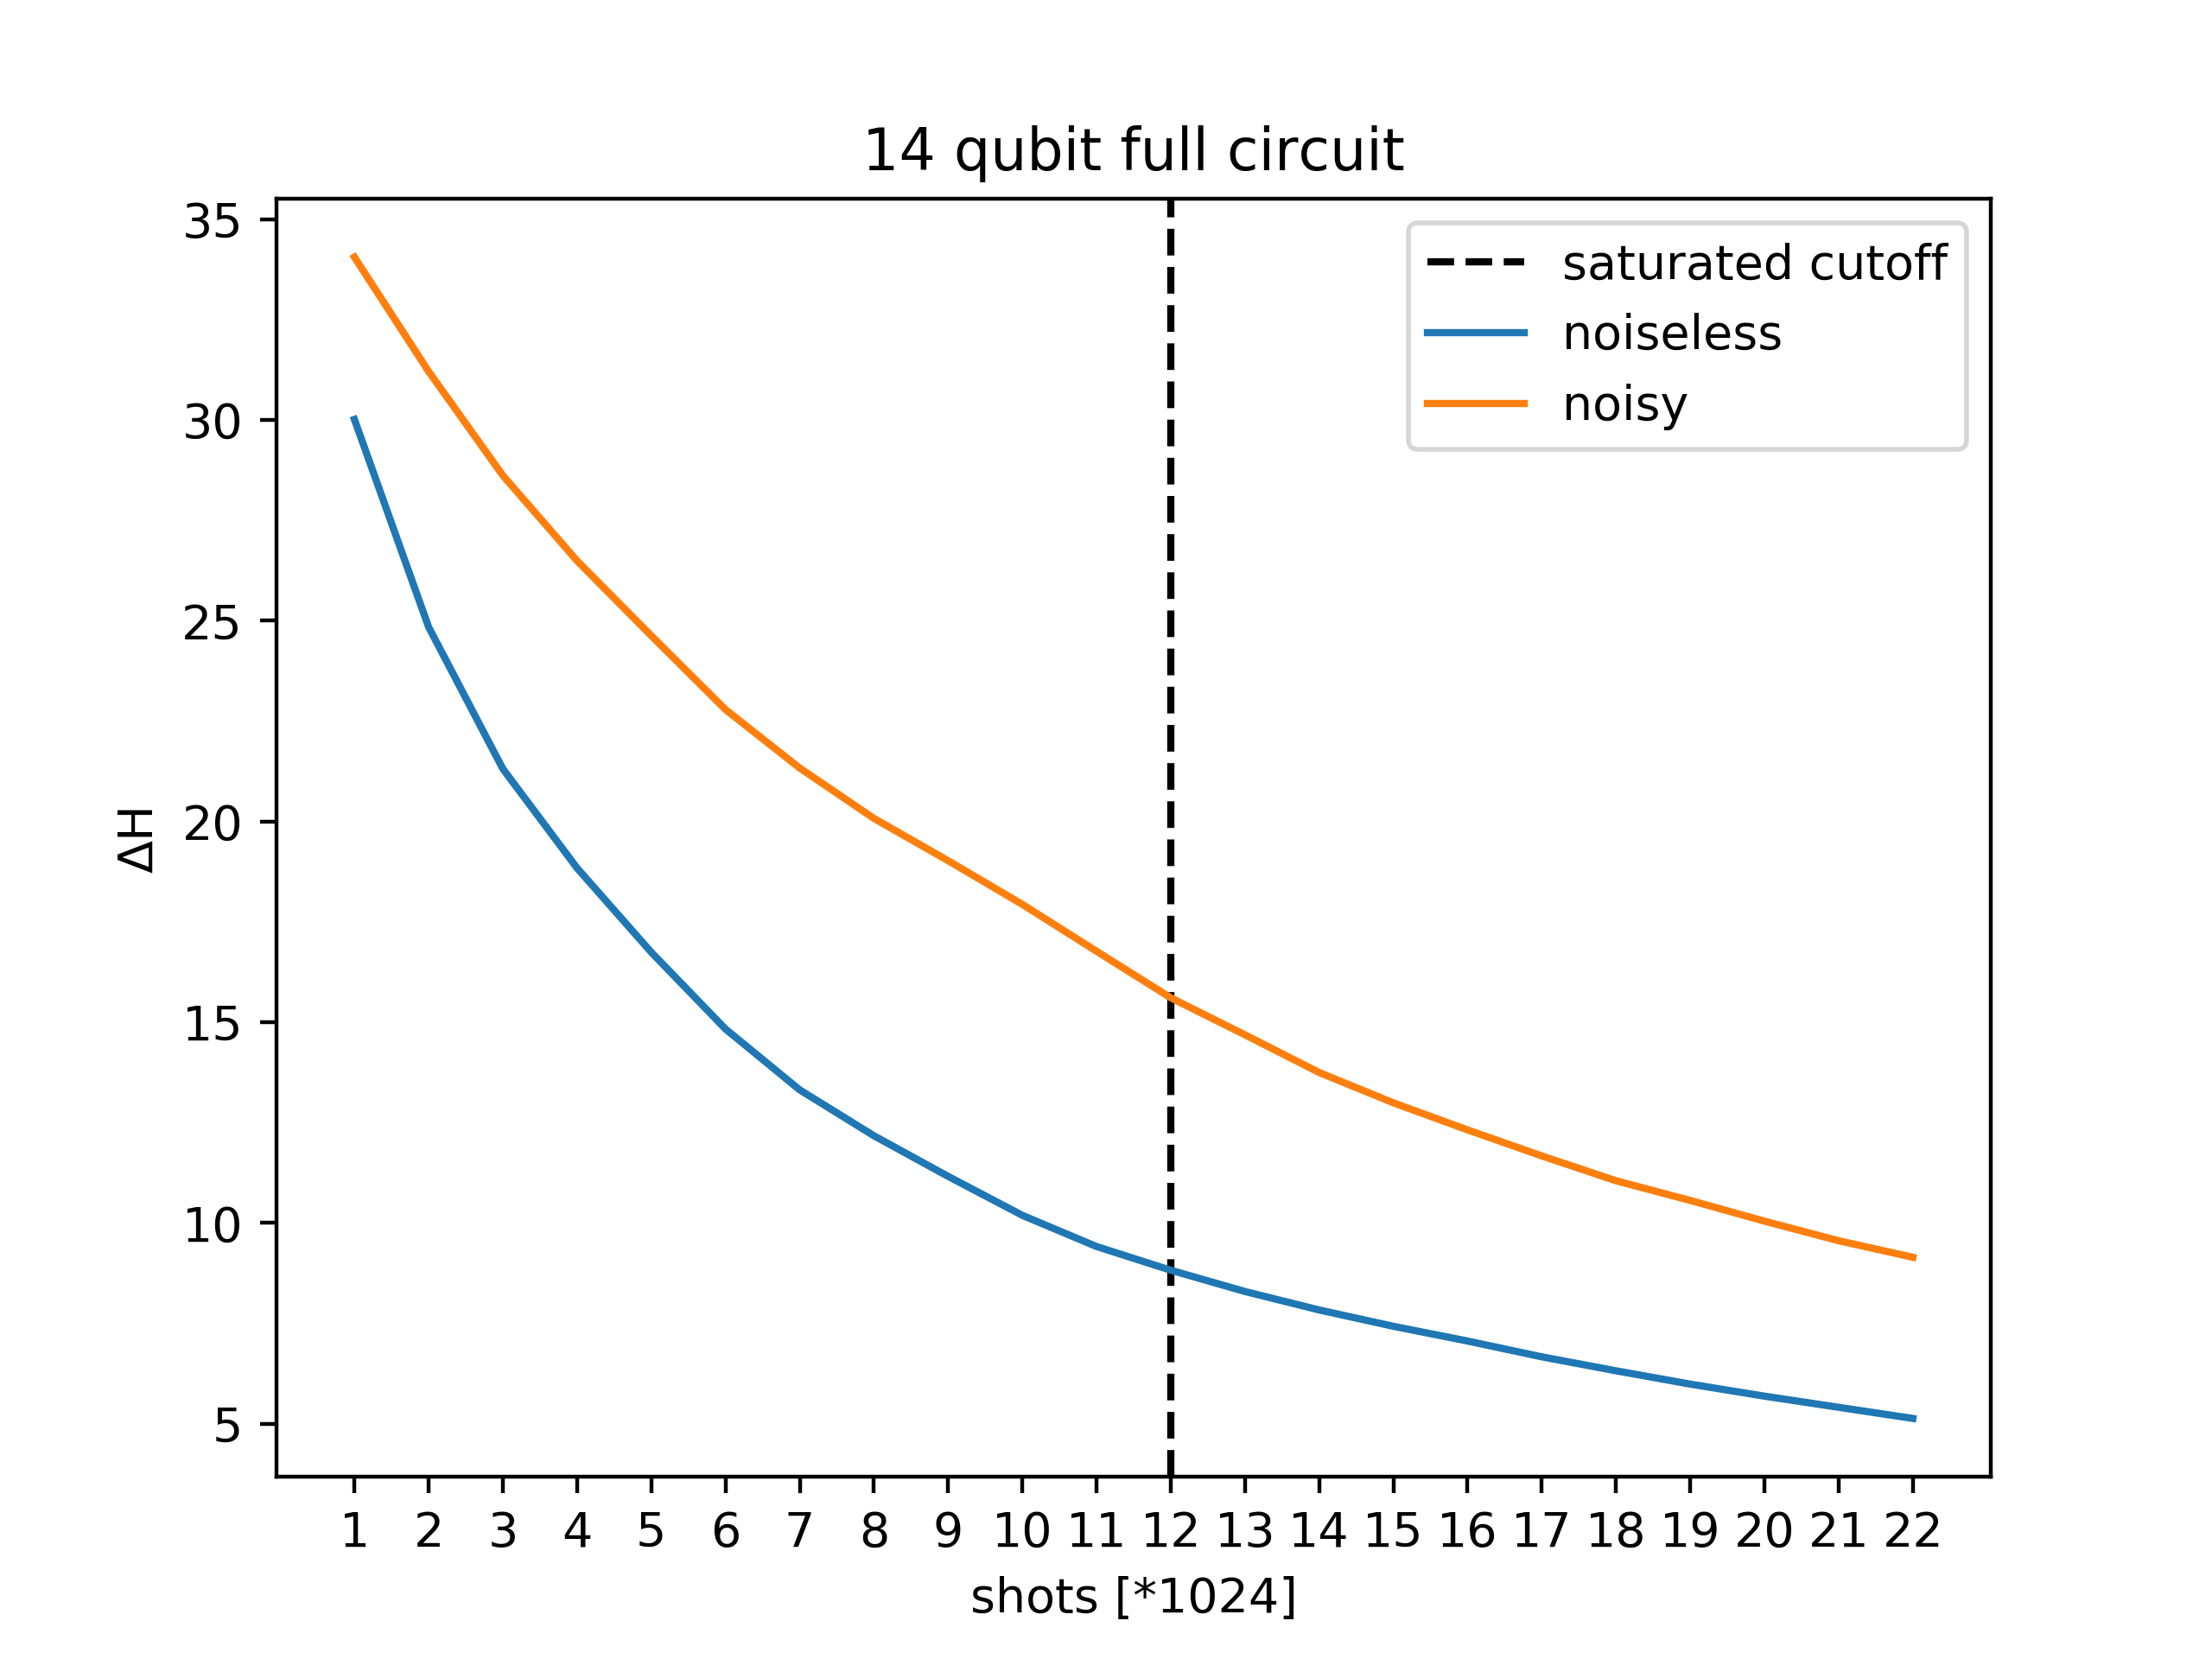 14 qubit full circuit
35
30
25
20
15
10
5
ΔH
saturated cutoff
noiseless
noisy
1 2 3 4 5 6 7 8 9 10 11 12 13 14 15 16 17 18 19 20 21 22
shots [*1024]